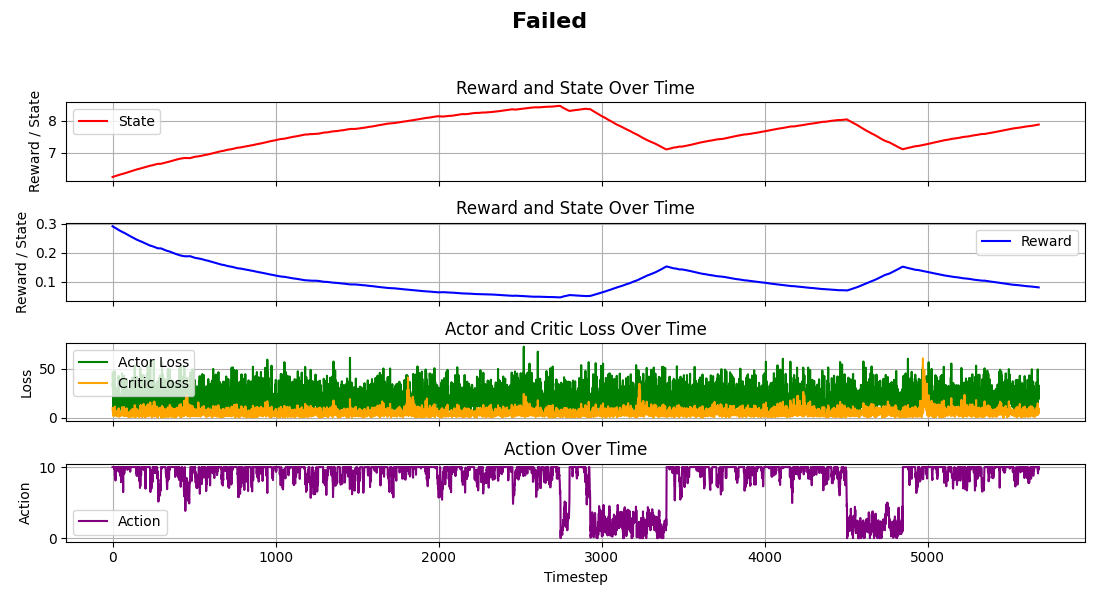 Failed
Reward and State Over Time
Reward / State
8
7
State
Reward and State Over Time
Reward / State
0.3
0.2
0.1
Reward
Actor and Critic Loss Over Time
Loss
50
0
Actor Loss
Critic Loss
Action Over Time
Action
10
0
Action
0 1000 2000 3000 4000 5000
Timestep